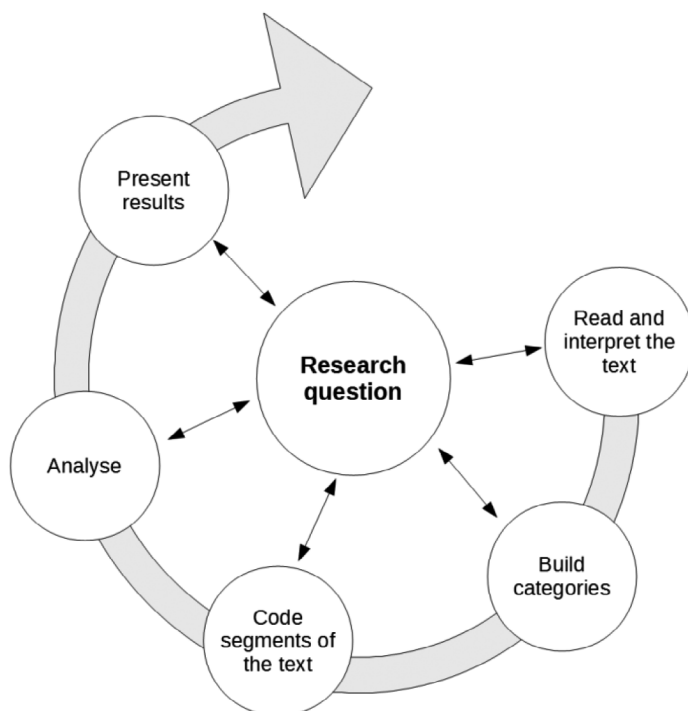 Present
results
Research
question
Read and
interpret the
text
Analyse
Build
categories
Code
segments of
the text